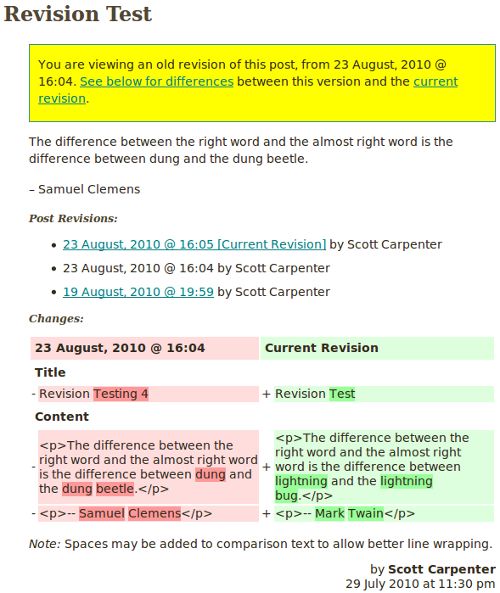 Revision Test
You are viewing an old revision of this post, from 23 August, 2010 @
16:04. See below for differences between this version and the current
revision.
The difference between the right word and the almost right word is the
difference between dung and the dung beetle.
– Samuel Clemens
Post Revisions:
• 23 August, 2010 @ 16:05 [Current Revision] by Scott Carpenter
• 23 August, 2010 @ 16:04 by Scott Carpenter
• 19 August, 2010 @ 19:59 by Scott Carpenter
Changes:
23 August, 2010 @ 16:04 Current Revision
Title
- Revision Testing 4 + Revision Test
Content
- <p>The difference between the
right word and the almost right word
is the difference between dung and
the dung beetle.</p>
+ <p>The difference between the
right word and the almost right
word is the difference between
lightning and the lightning
bug.</p>
- <p>-- Samuel Clemens</p> + <p>-- Mark Twain</p>
Note: Spaces may be added to comparison text to allow better line wrapping.
by Scott Carpenter
29 July 2010 at 11:30 pm